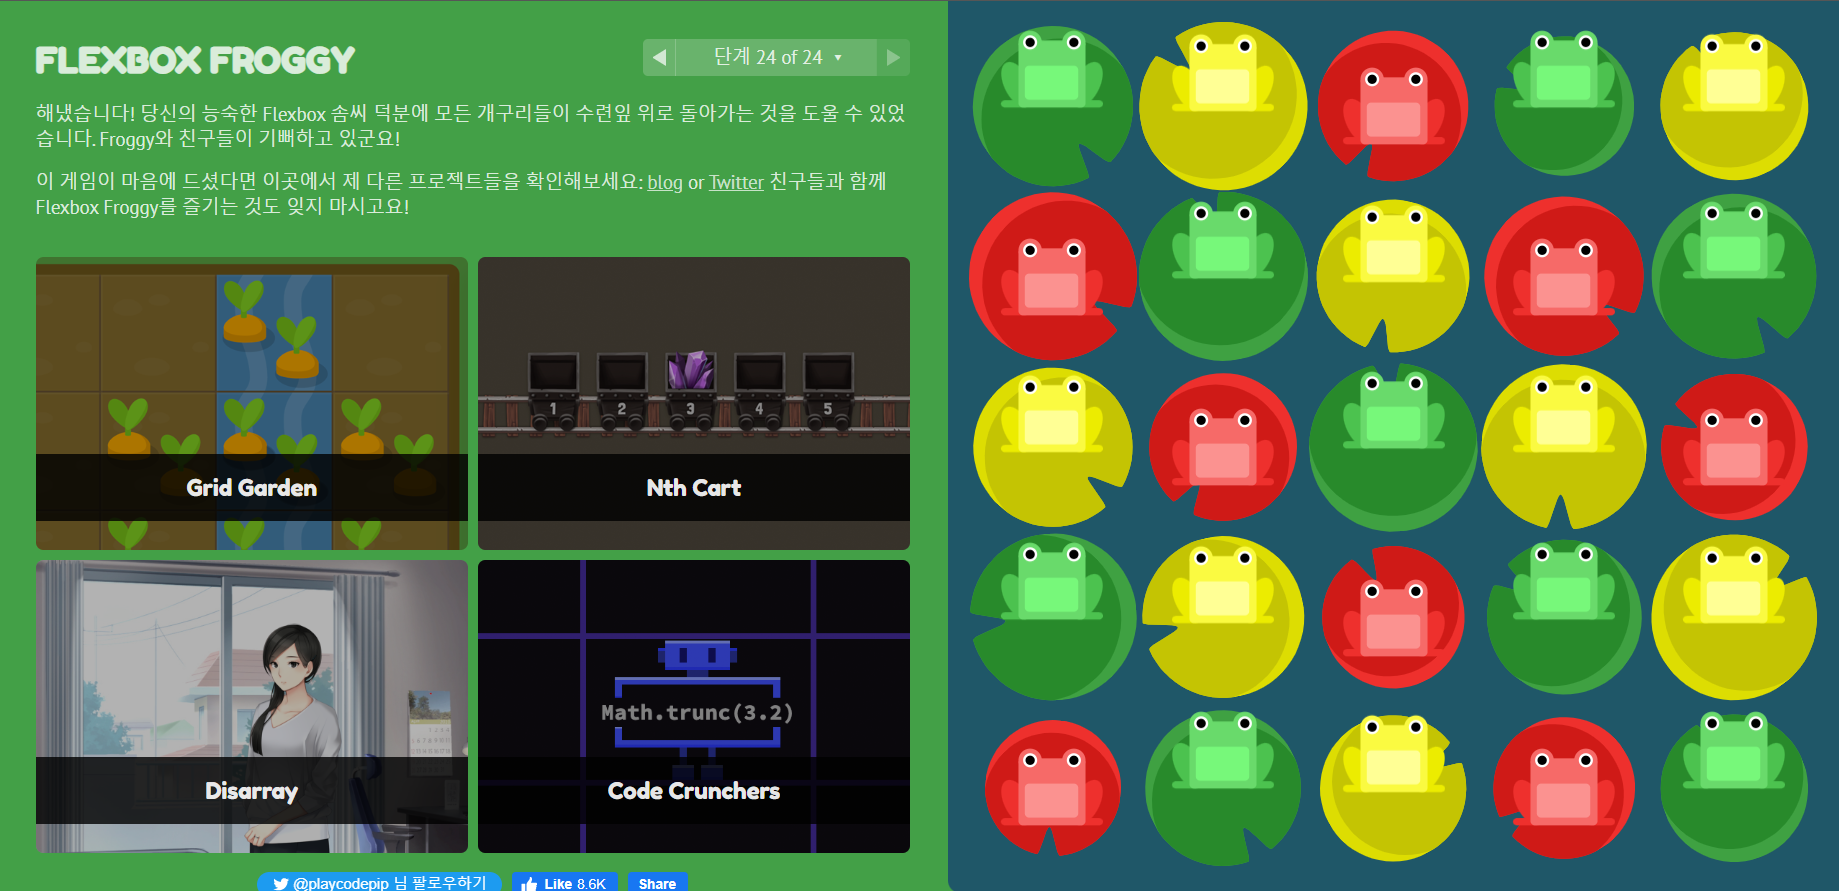 FLEXBOX FROGGY
◀ 단계 24 of 24 ▼ ▶
해냈습니다! 당신의 능숙한 Flexbox 솜씨 덕분에 모든 개구리들이 수련잎 위로 돌아가는 것을 도울 수 있었
습니다. Froggy와 친구들이 기뻐하고 있군요!
이 게임이 마음에 드셨다면 이곳에서 제 다른 프로젝트들을 확인해보세요: blog or Twitter 친구들과 함께
Flexbox Froggy를 즐기는 것도 잊지 마시고요!
1 2 3 4 5
Grid Garden
Nth Cart
Math.trunc(3.2)
Disarray
Code Crunchers
@playcodepip 님 팔로우하기
Like 8.6K
Share